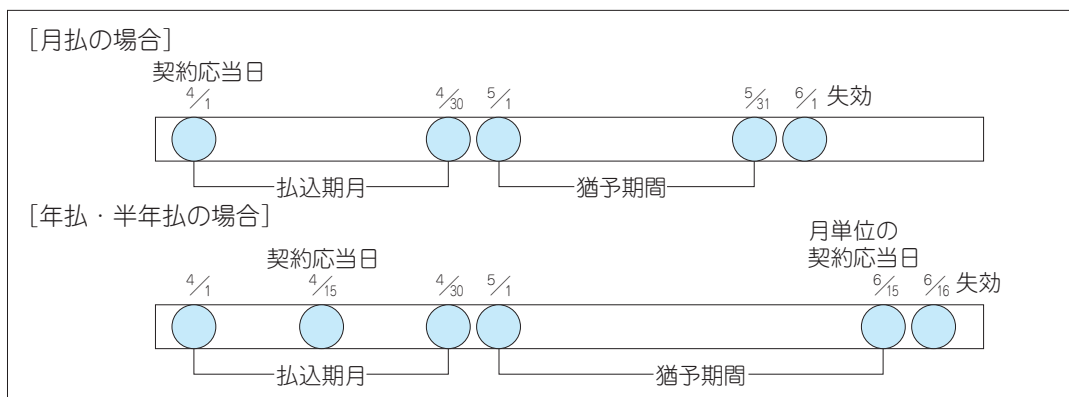 [月払の場合]
契約応当日
4/1 4/30 5/1 5/31 6/1 失効
払込期月 猶予期間
[年払・半年払の場合]
月単位の
契約応当日 契約応当日
4/1 4/15 4/30 5/1 6/15 6/16 失効
払込期月 猶予期間